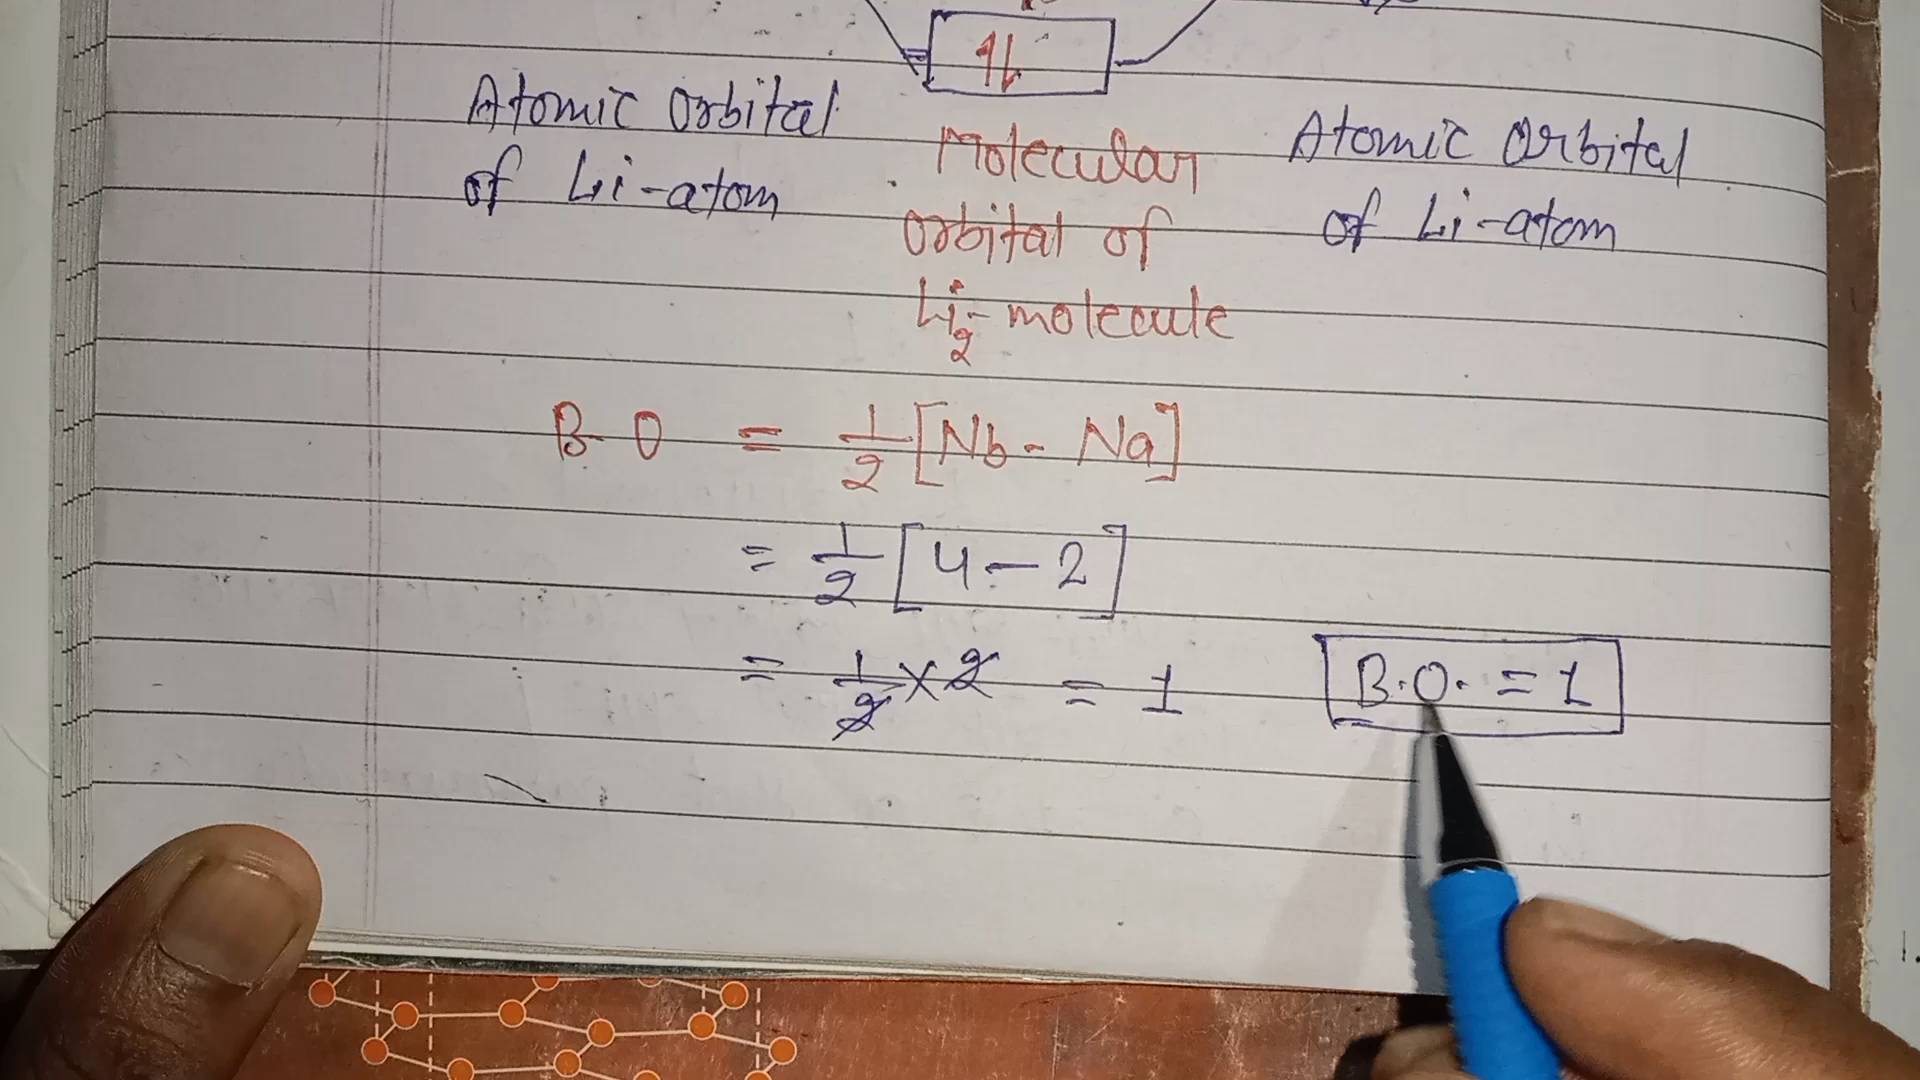 Atomic Orbital
of Li-atom
Molecular
orbital of
Li2-molecule
Atomic Orbital
of Li-atom
B.O = 1/2 [Nb - Na]
= 1/2 [4 - 2]
= 1/2 x 2 = 1
B.O. = 1